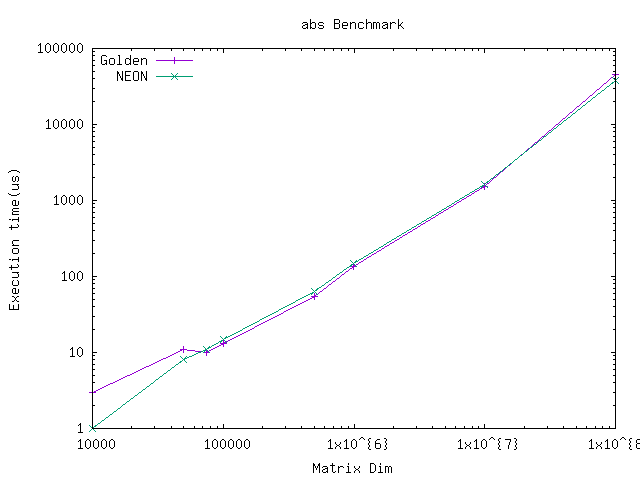 abs Benchmark
Golden
NEON
100000
10000
1000
100
10
1
Execution time(us)
10000 100000 1x10^{6} 1x10^{7} 1x10^{8
Matrix Dim